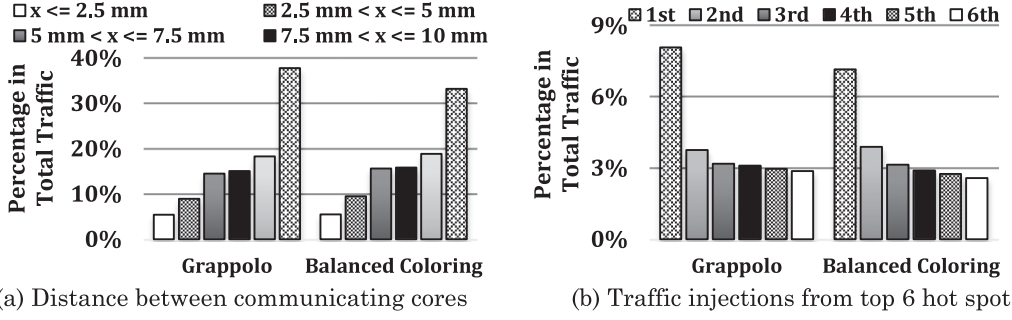 x <= 2.5 mm 2.5 mm < x <= 5 mm
5 mm < x <= 7.5 mm 7.5 mm < x <= 10 mm
Percentage in
Total Traffic
40%
30%
20%
10%
0%
Grappolo Balanced Coloring
(a) Distance between communicating cores
1st 2nd 3rd 4th 5th 6th
Percentage in
Total Traffic
9%
6%
3%
0%
Grappolo Balanced Coloring
(b) Traffic injections from top 6 hot spot